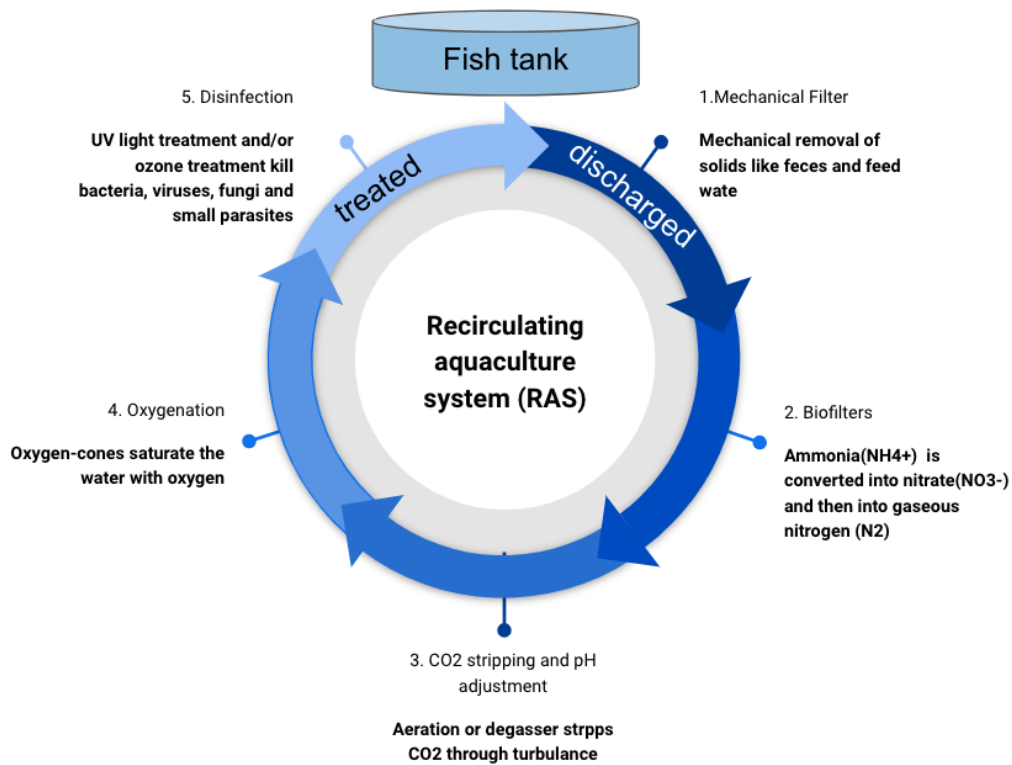 Fish tank
1.Mechanical Filter
Mechanical removal of
solids like feces and feed
wate
discharged
2. Biofilters
Ammonia(NH4+) is
converted into nitrate(NO3-)
and then into gaseous
nitrogen (N2)
3. CO2 stripping and pH
adjustment
Aeration or degasser strpps
CO2 through turbulance
4. Oxygenation
Oxygen-cones saturate the
water with oxygen
5. Disinfection
UV light treatment and/or
ozone treatment kill
bacteria, viruses, fungi and
small parasites
treated
Recirculating
aquaculture
system (RAS)